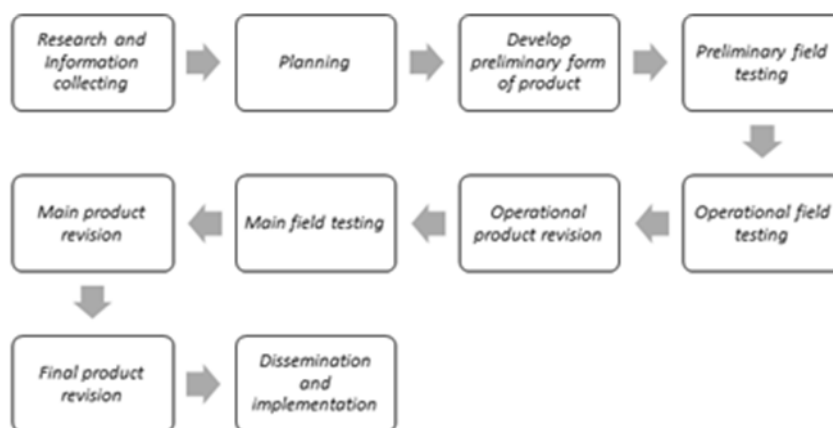 Research and
Information
collecting
Planning
Develop
preliminary form
of product
Preliminary field
testing
Operational field
testing
Operational
product revision
Main field testing
Main product
revision
Final product
revision
Dissemination
and
implementation